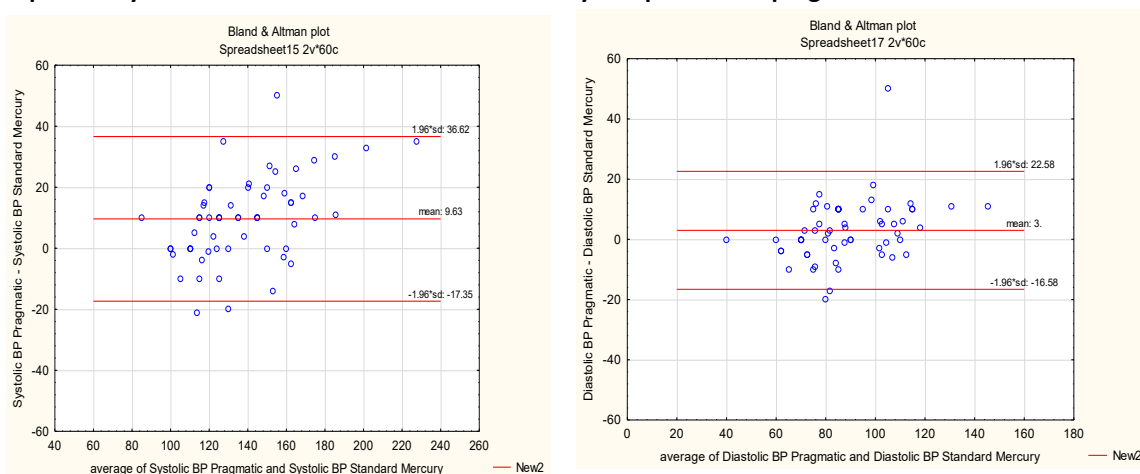 Bland & Altman plot
Spreadsheet15 2v*60c
Systolic BP Pragmatic - Systolic BP Standard Mercury
60
40
20
0
-20
-40
-60
1.96*sd: 36.62
mean: 9.63
-1.96*sd: -17.35
40 60 80 100 120 140 160 180 200 220 240 260
average of Systolic BP Pragmatic and Systolic BP Standard Mercury
New2
Bland & Altman plot
Spreadsheet17 2v*60c
Diastolic BP Pragmatic - Diastolic BP Standard Mercury
60
40
20
0
-20
-40
-60
1.96*sd: 22.58
mean: 3.
-1.96*sd: -16.58
0 20 40 60 80 100 120 140 160 180
average of Diastolic BP Pragmatic and Diastolic BP Standard Mercury
New2